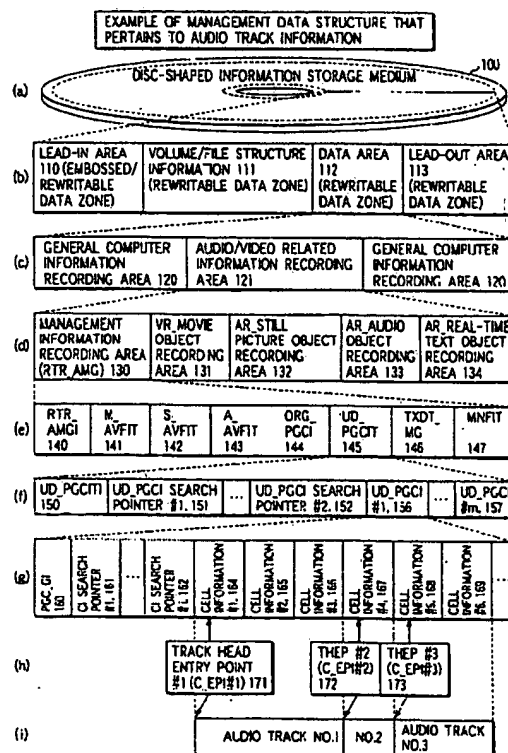 EXAMPLE OF MANAGEMENT DATA STRUCTURE THAT
PERTAINS TO AUDIO TRACK INFORMATION
100
DISC-SHAPED INFORMATION STORAGE MEDIUM
(a)
(b)
LEAD-IN AREA
110 (EMBOSSED/
REWRITABLE
DATA ZONE)
VOLUME/FILE STRUCTURE
INFORMATION 111
(REWRITABLE DATA ZONE)
DATA AREA
112
(REWRITABLE
DATA ZONE)
LEAD-OUT AREA
113
(REWRITABLE
DATA ZONE)
(c)
GENERAL COMPUTER
INFORMATION
RECORDING AREA 120
AUDIO/VIDEO RELATED
INFORMATION RECORDING
AREA 121
GENERAL COMPUTER
INFORMATION
RECORDING AREA 120
(d)
MANAGEMENT
INFORMATION
RECORDING AREA
(RTR_AMG) 130
VR_MOVIE
OBJECT
RECORDING
AREA 131
AR_STILL
PICTURE OBJECT
RECORDING
AREA 132
AR_AUDIO
OBJECT
RECORDING
AREA 133
AR_REAL-TIME
TEXT OBJECT
RECORDING
AREA 134
(e)
RTR_
AMGI
140
M_
AVFIT
141
S_
AVFIT
142
A_
AVFIT
143
ORG_
PGCI
144
UD_
PGCIT
145
TXDT_
MG
146
MNFIT
147
(f)
UD_PGCITI
150
UD_PGCI SEARCH
POINTER #1, 151
...
UD_PGCI SEARCH
POINTER #2, 152
UD_PGCI
#1, 156
...
UD_PGCI
#m, 157
(g)
PGC_GI
160
CI SEARCH
POINTER
#1, 161
...
CI SEARCH
POINTER
#i, 162
CELL
INFORMATION
#1, 164
CELL
INFORMATION
#2, 165
CELL
INFORMATION
#3, 166
CELL
INFORMATION
#4, 167
CELL
INFORMATION
#5, 168
CELL
INFORMATION
#6, 169
...
(h)
TRACK HEAD
ENTRY POINT
#1 (C_EPI#1) 171
THEP #2
(C_EPI#2)
172
THEP #3
(C_EPI#3)
173
(i)
AUDIO TRACK NO.1
NO.2
AUDIO TRACK
NO.3